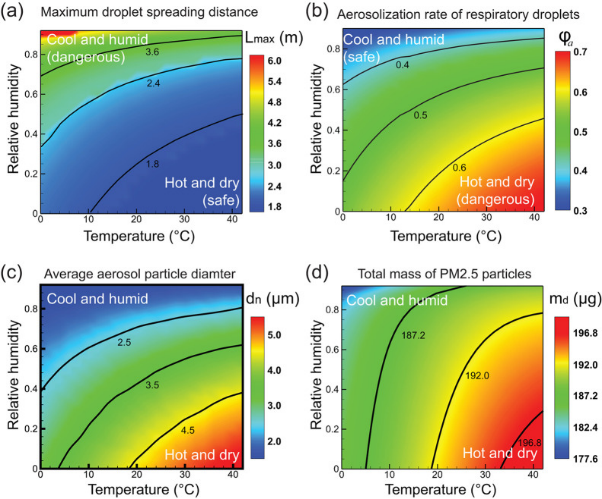 (a) Maximum droplet spreading distance
Cool and humid
(dangerous)
3.6
2.4
1.8
Hot and dry
(safe)
Relative humidity
0.8
0.6
0.4
0.2
0
0 10 20 30 40
Temperature (°C)
Lmax (m)
6.0
5.4
4.8
4.2
3.6
3.0
2.4
1.8
(b) Aerosolization rate of respiratory droplets
Cool and humid
(safe)
0.4
0.5
0.6
Hot and dry
(dangerous)
Relative humidity
0.8
0.6
0.4
0.2
0
0 10 20 30 40
Temperature (°C)
φa
0.7
0.6
0.5
0.4
0.3
(c) Average aerosol particle diamter
Cool and humid
2.5
3.5
4.5
Hot and dry
Relative humidity
0.8
0.6
0.4
0.2
0
0 10 20 30 40
Temperature (°C)
dn (μm)
5.0
4.0
3.0
2.0
(d) Total mass of PM2.5 particles
Cool and humid
187.2
192.0
196.8
Hot and dry
Relative humidity
0.8
0.6
0.4
0.2
0
0 10 20 30 40
Temperature (°C)
md (μg)
196.8
192.0
187.2
182.4
177.6